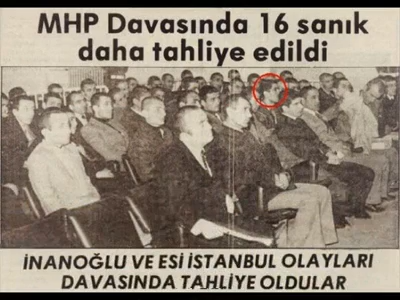 MHP Davasında 16 sanık
daha tahliye edildi
İNANOĞLU VE ESİ İSTANBUL OLAYLARI
DAVASINDA TAHLİYE OLDULAR